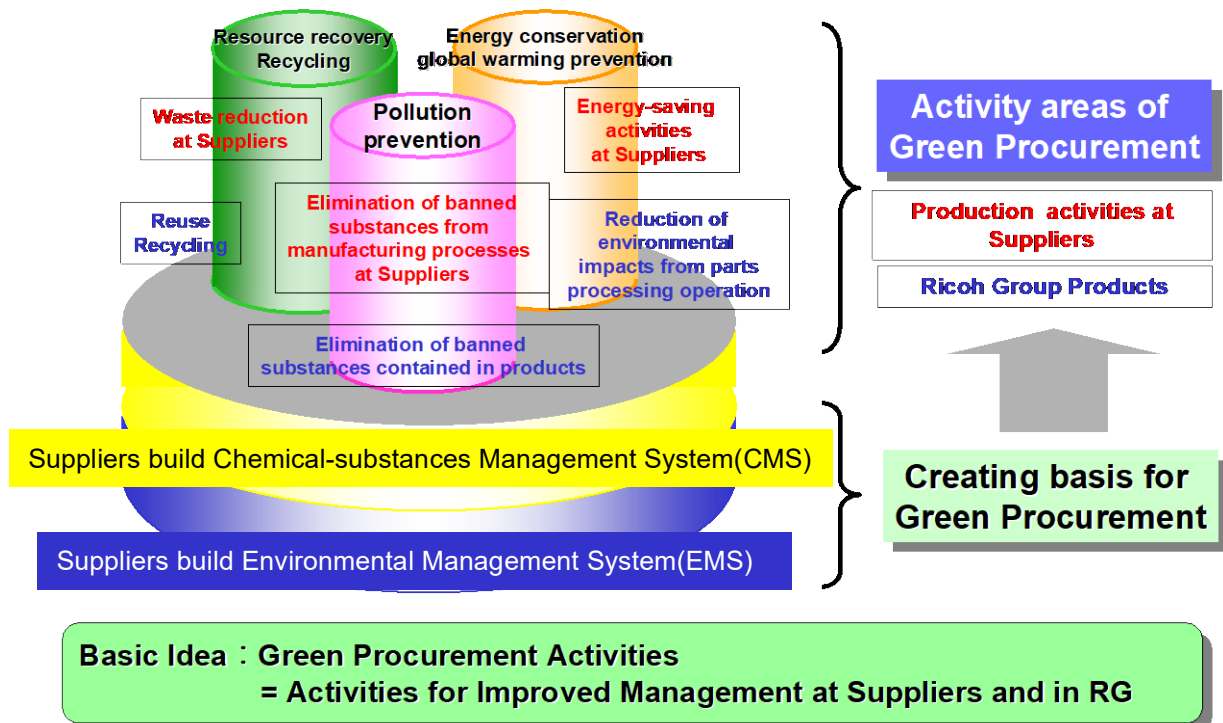 Resource recovery
Recycling
Energy conservation
global warming prevention
Pollution
prevention
Waste reduction
at Suppliers
Energy-saving
activities
at Suppliers
Reuse
Recycling
Elimination of banned
substances from
manufacturing processes
at Suppliers
Reduction of
environmental
impacts from parts
processing operation
Elimination of banned
substances contained in products
Activity areas of
Green Procurement
Production activities at
Suppliers
Ricoh Group Products
Suppliers build Chemical-substances Management System(CMS)
Suppliers build Environmental Management System(EMS)
Creating basis for
Green Procurement
Basic Idea：Green Procurement Activities
= Activities for Improved Management at Suppliers and in RG